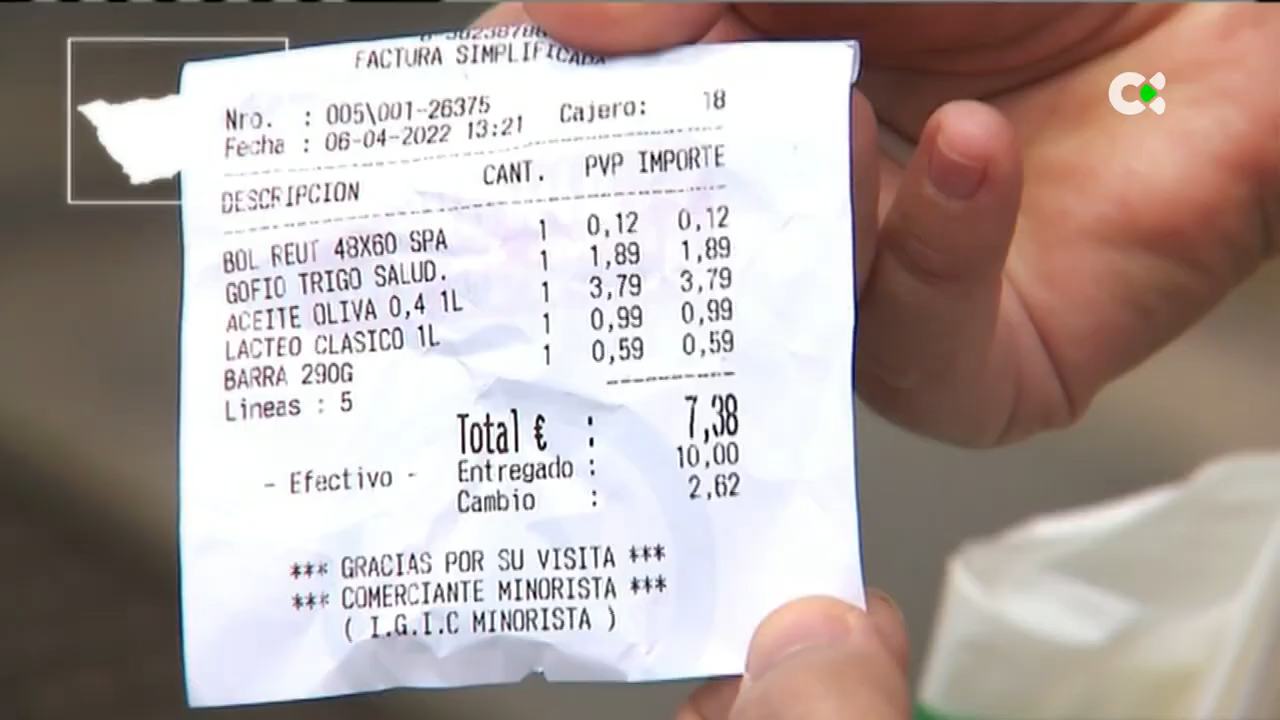 FACTURA SIMPLIFICADA
Nro. : 005\001-26375 Cajero: 18
Fecha : 06-04-2022 13:21
DESCRIPCION CANT. PVP IMPORTE
BOL REUT 48X60 SPA 1 0,12 0,12
GOFIO TRIGO SALUD. 1 1,89 1,89
ACEITE OLIVA 0,4 1L 1 3,79 3,79
LACTEO CLASICO 1L 1 0,99 0,99
BARRA 290G 1 0,59 0,59
Lineas : 5
Total € : 7,38
- Efectivo - Entregado : 10,00
Cambio : 2,62
*** GRACIAS POR SU VISITA ***
*** COMERCIANTE MINORISTA ***
( I.G.I.C MINORISTA )